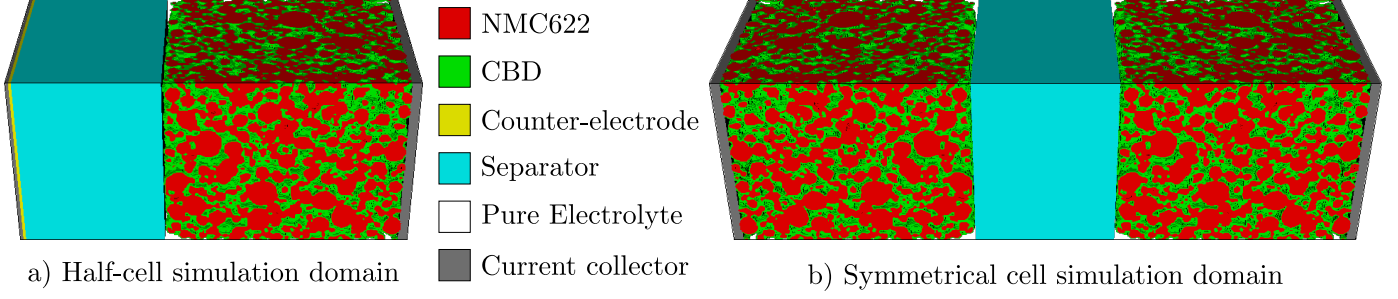 NMC622
CBD
Counter-electrode
Separator
Pure Electrolyte
Current collector
a) Half-cell simulation domain
b) Symmetrical cell simulation domain